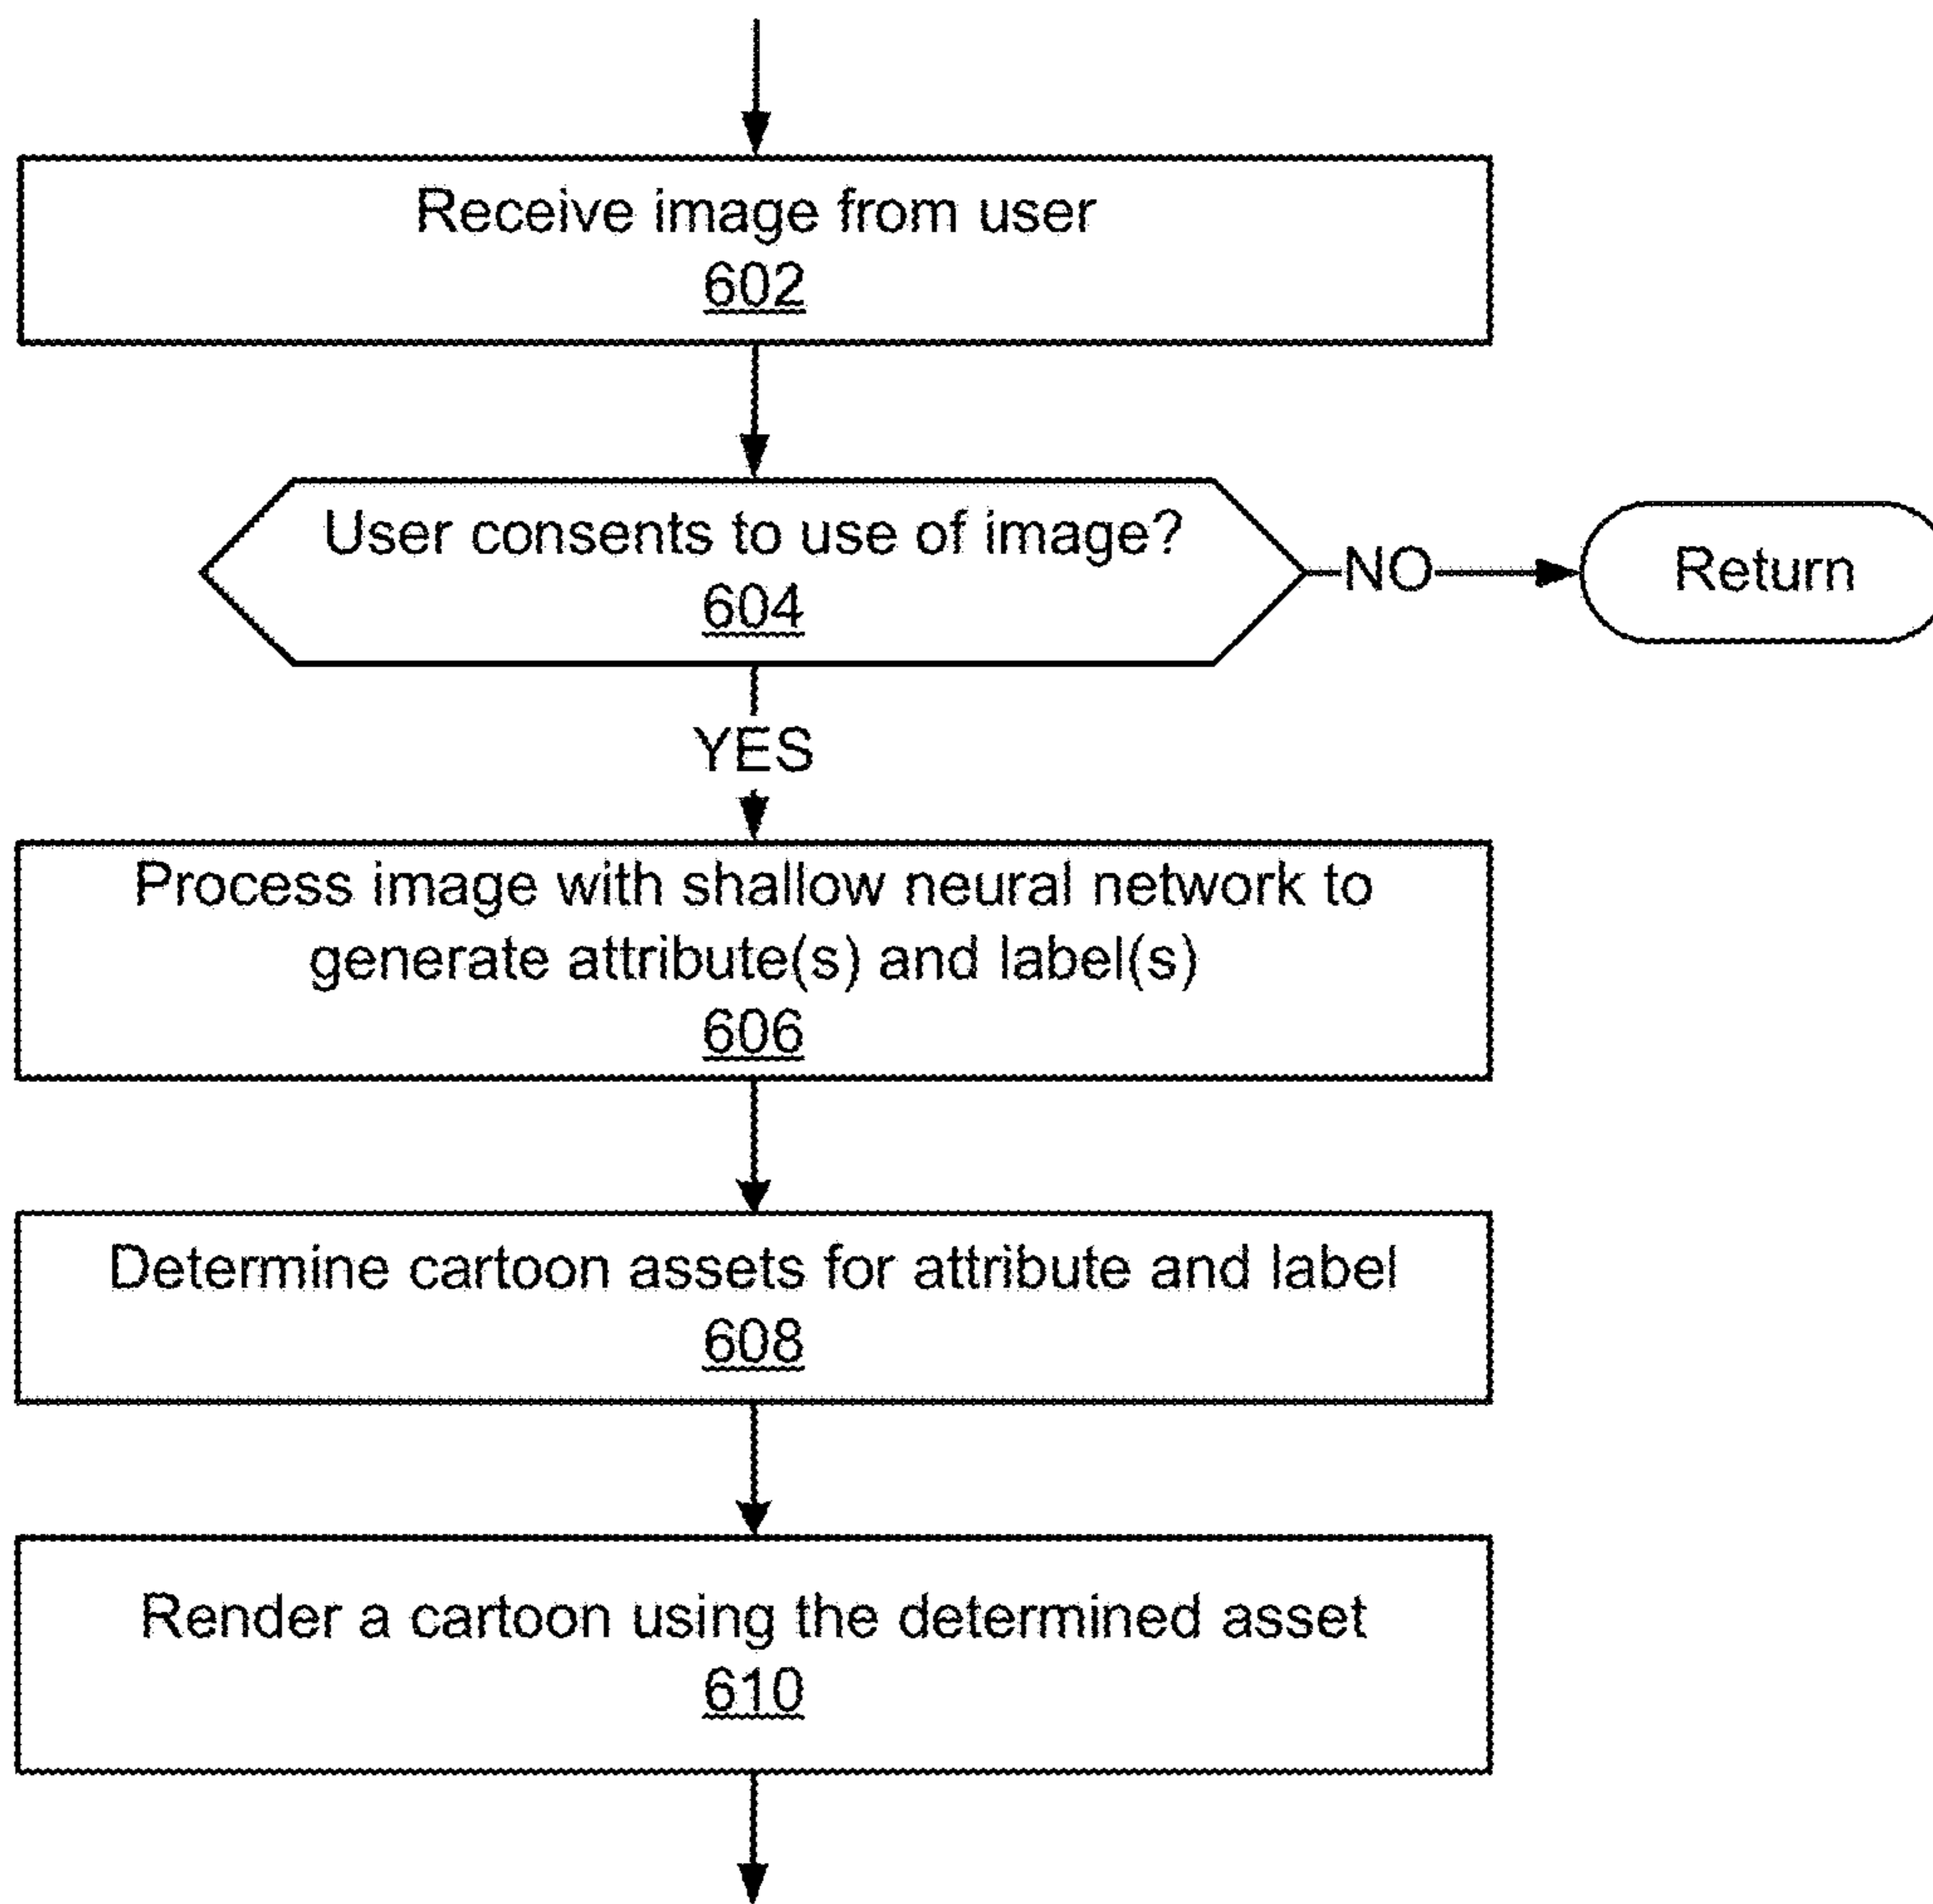 Receive image from user
602
User consents to use of image?
604
NO
Return
YES
Process image with shallow neural network to
generate attribute(s) and label(s)
606
Determine cartoon assets for attribute and label
608
Render a cartoon using the determined asset
610